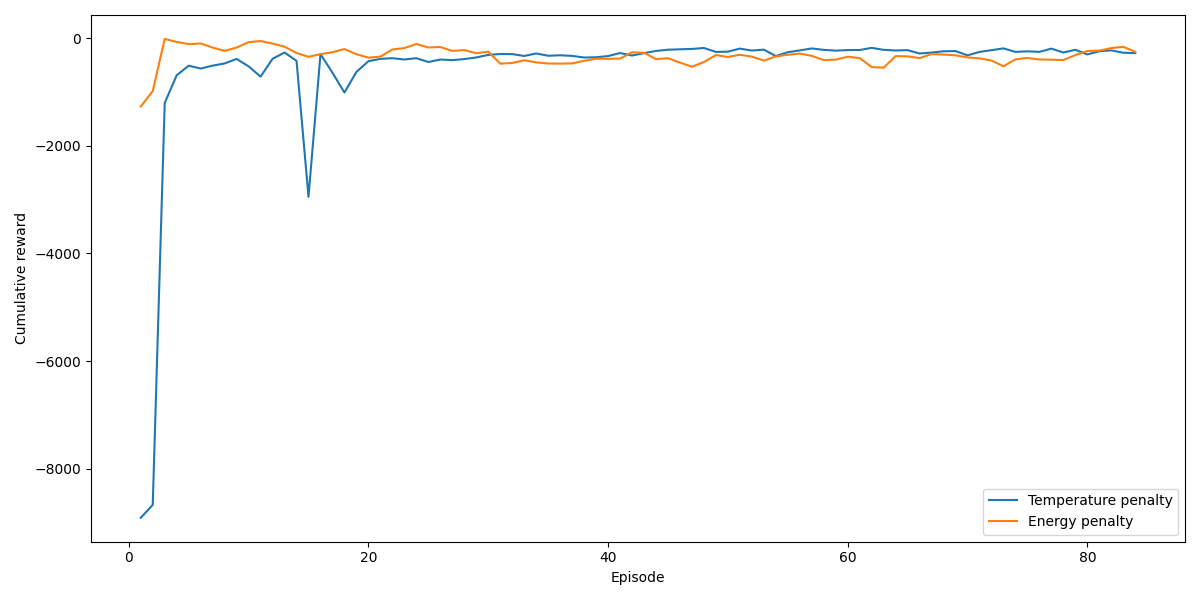 0
−2000
−4000
−6000
−8000
Cumulative reward
0
20
40
60
80
Episode
Temperature penalty
Energy penalty